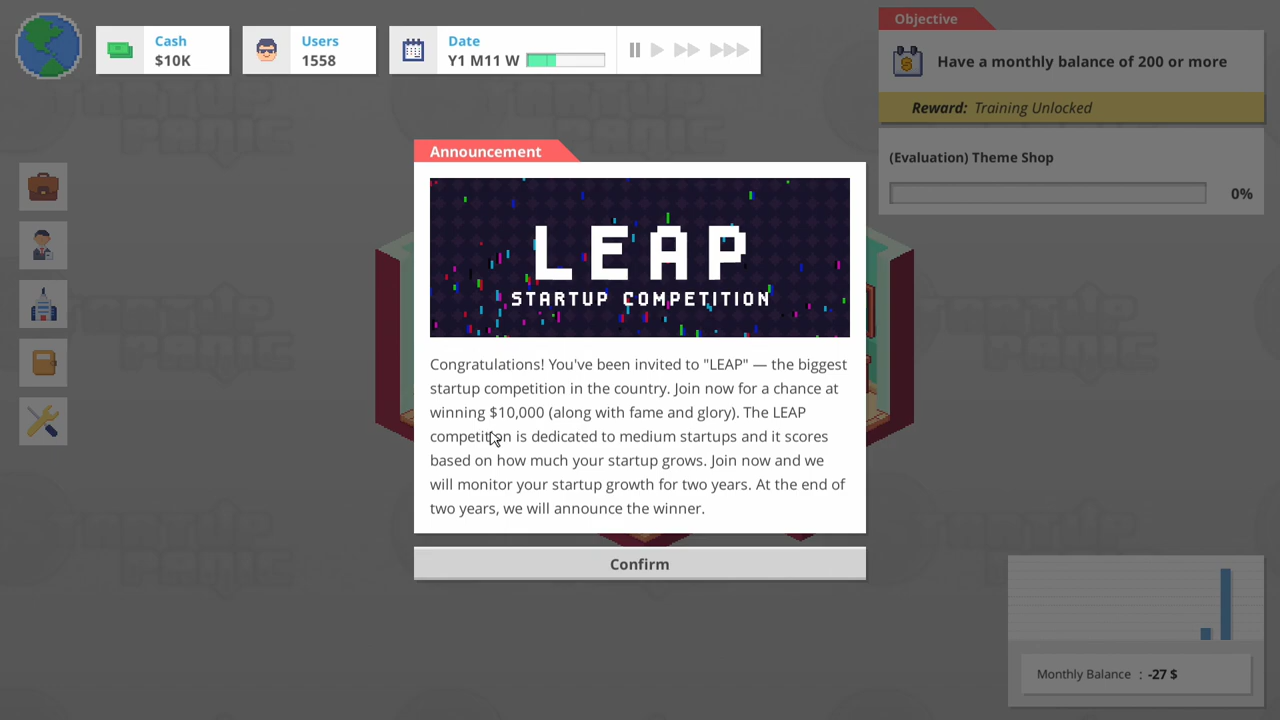 Cash
$10K
Users
1558
Date
Y1 M11 W
Objective
Have a monthly balance of 200 or more
Reward: Training Unlocked
(Evaluation) Theme Shop
0%
Announcement
LEAP
STARTUP COMPETITION
Congratulations! You've been invited to "LEAP" — the biggest
startup competition in the country. Join now for a chance at
winning $10,000 (along with fame and glory). The LEAP
competition is dedicated to medium startups and it scores
based on how much your startup grows. Join now and we
will monitor your startup growth for two years. At the end of
two years, we will announce the winner.
Confirm
Monthly Balance : -27 $
STARTUP PANIC